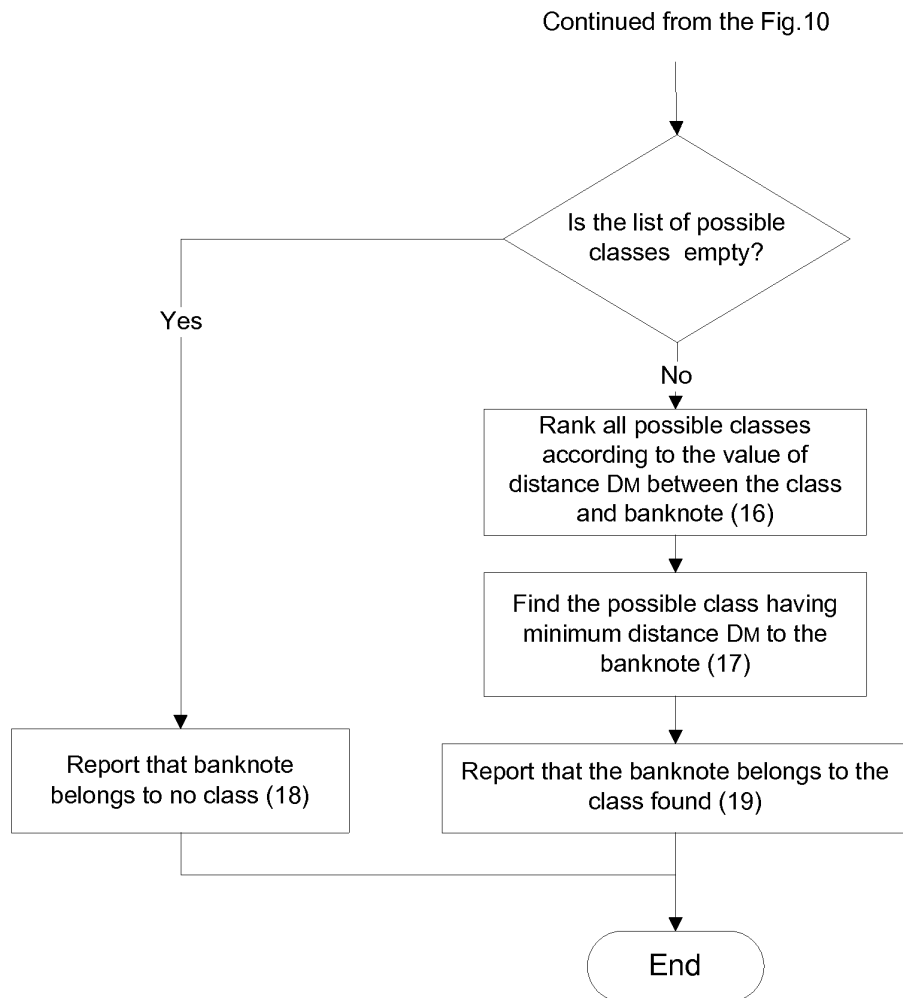 Continued from the Fig.10
Is the list of possible
classes empty?
Yes
No
Rank all possible classes
according to the value of
distance DM between the class
and banknote (16)
Find the possible class having
minimum distance DM to the
banknote (17)
Report that banknote
belongs to no class (18)
Report that the banknote belongs to the
class found (19)
End